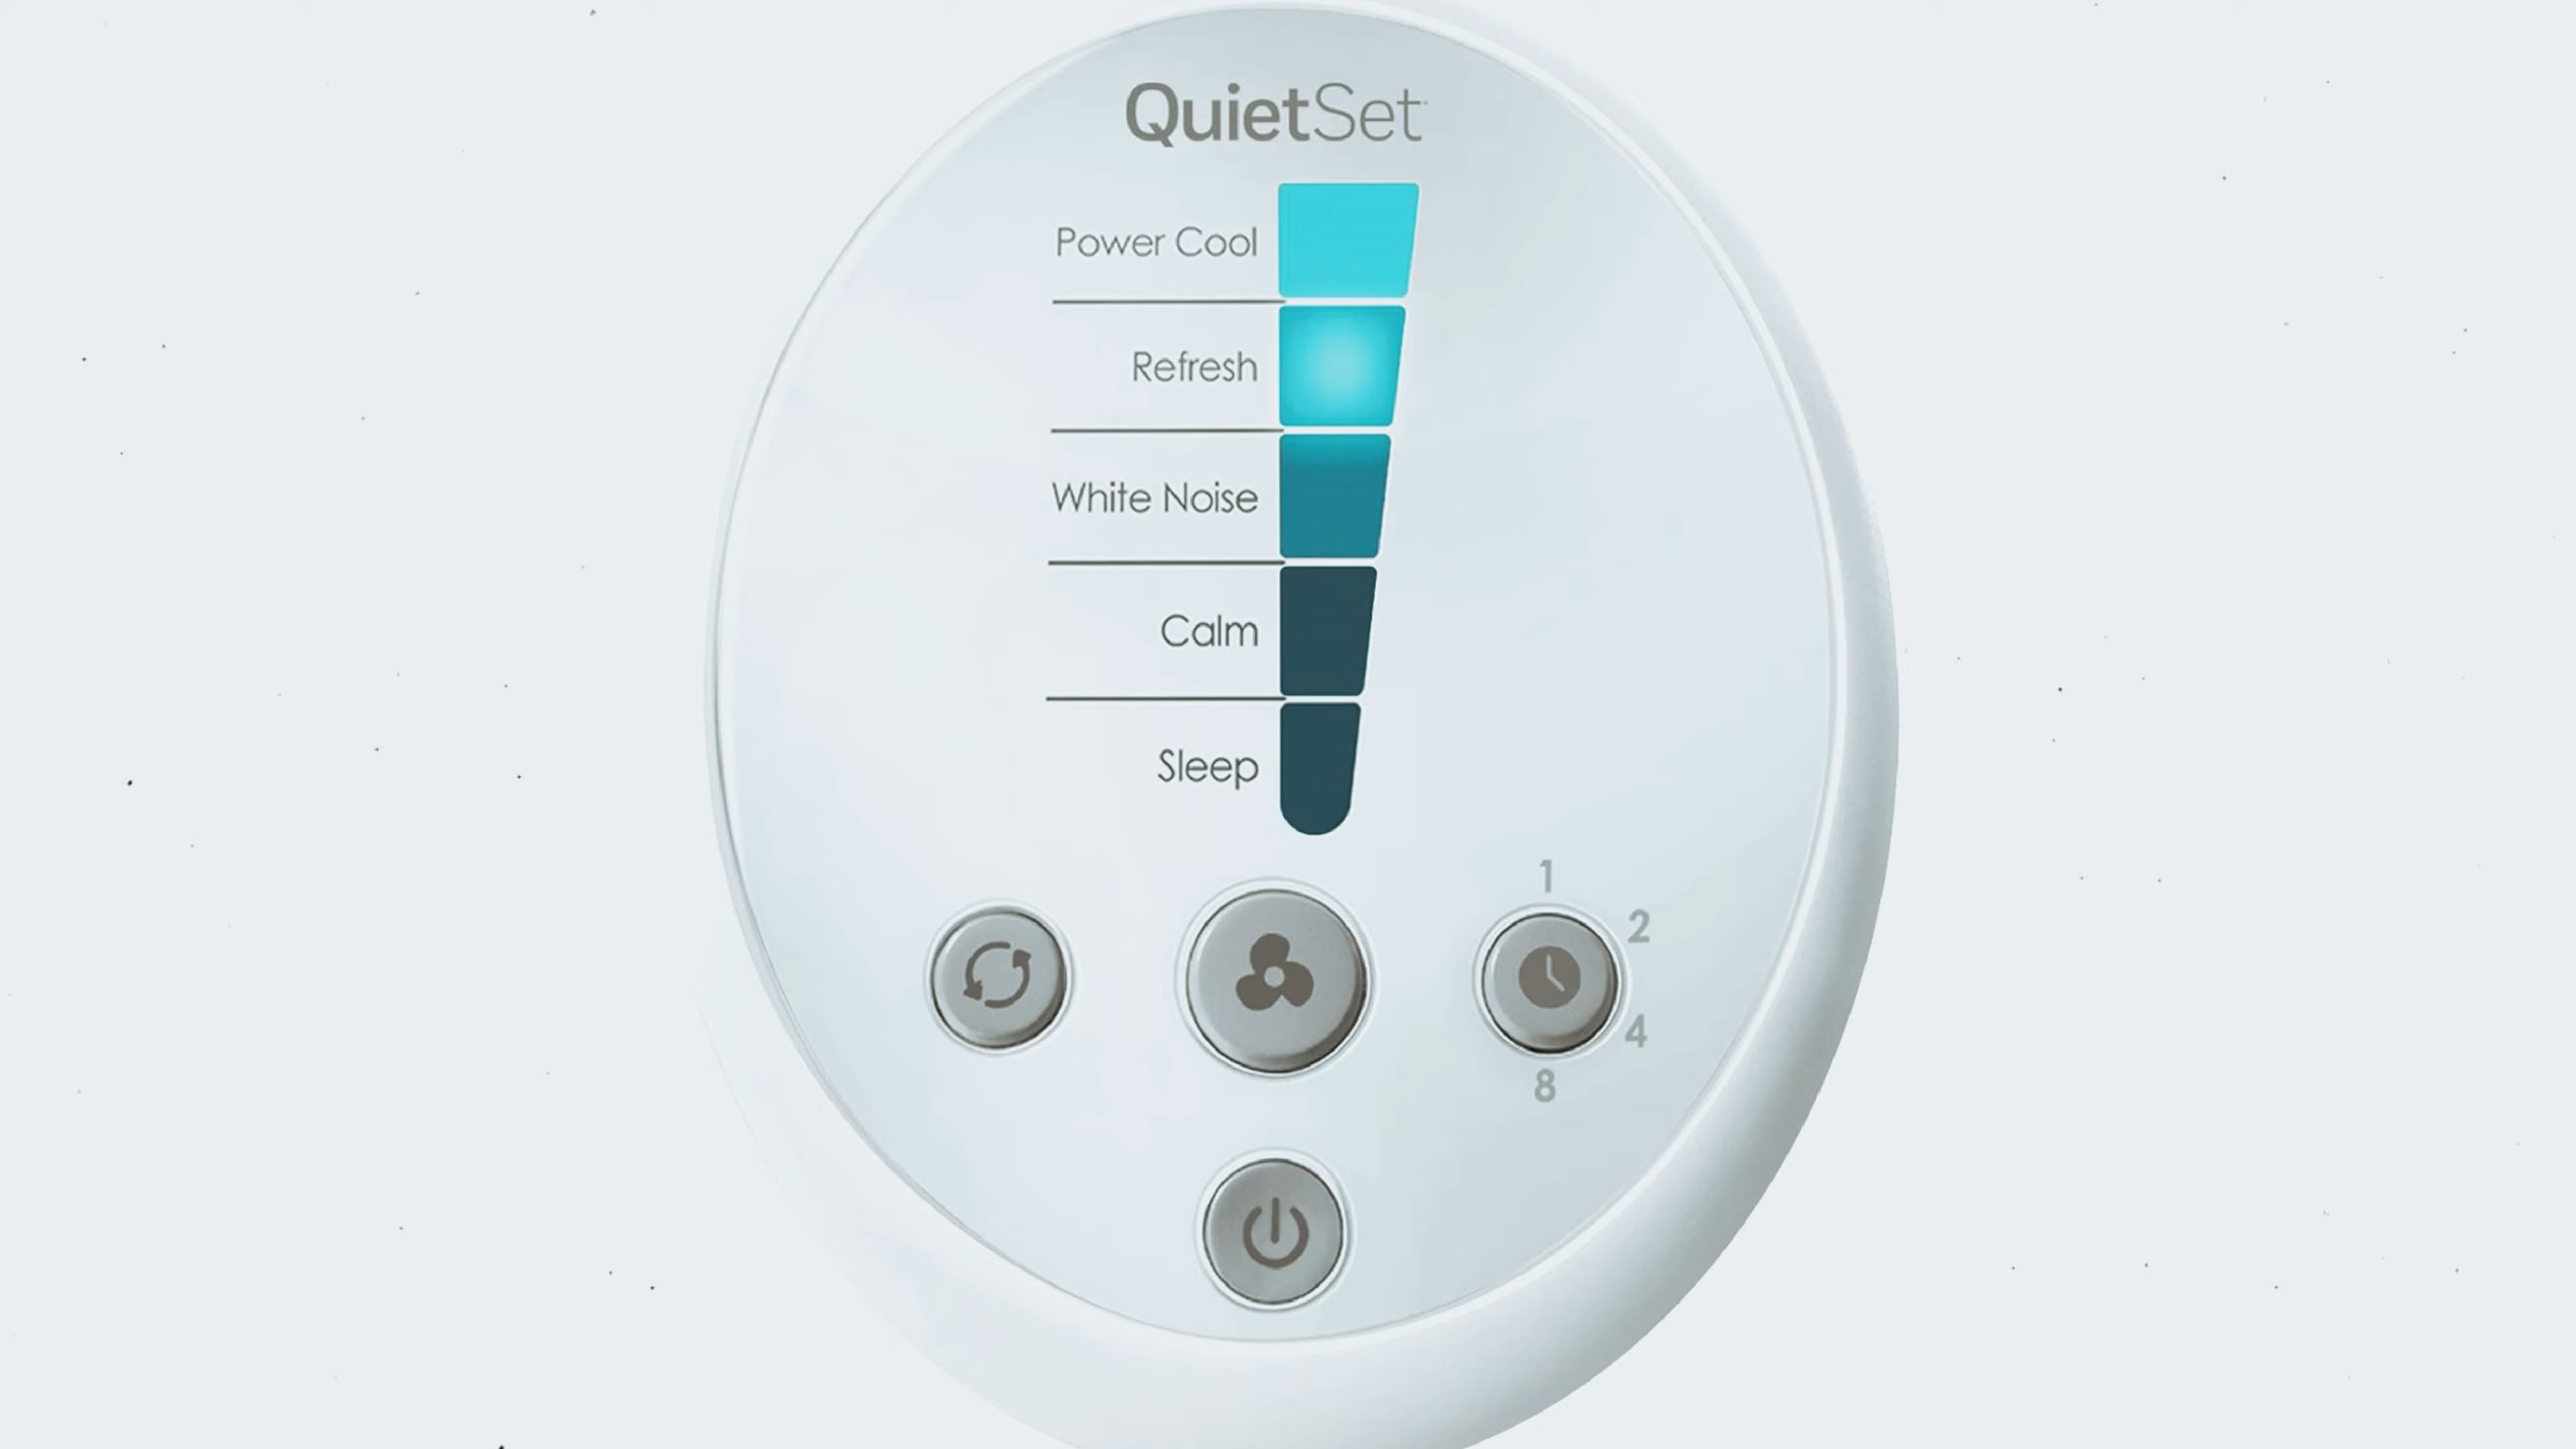 QuietSet
Power Cool
Refresh
White Noise
Calm
Sleep
1
2
4
8